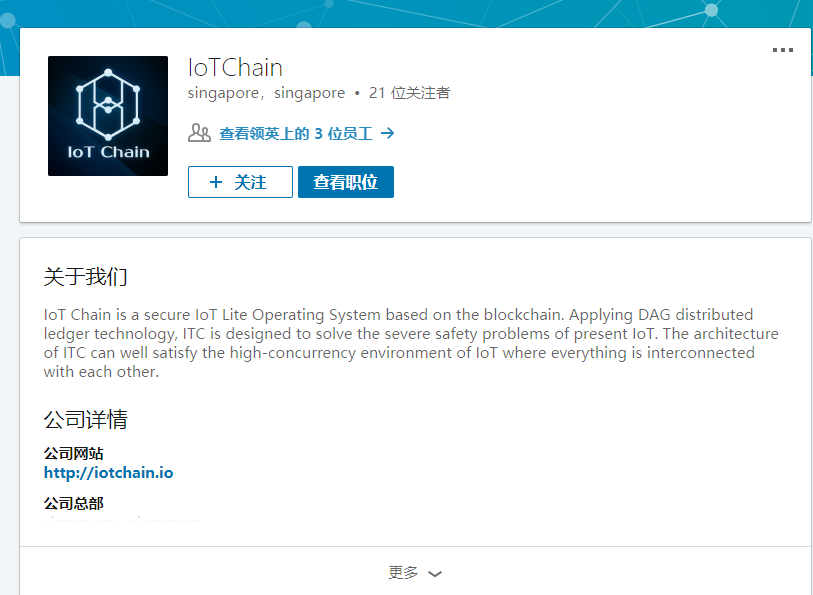 IoT Chain
IoTChain
singapore，singapore • 21 位关注者
查看领英上的 3 位员工 →
+ 关注
查看职位
关于我们
IoT Chain is a secure IoT Lite Operating System based on the blockchain. Applying DAG distributed
ledger technology, ITC is designed to solve the severe safety problems of present IoT. The architecture
of ITC can well satisfy the high-concurrency environment of IoT where everything is interconnected
with each other.
公司详情
公司网站
http://iotchain.io
公司总部
更多